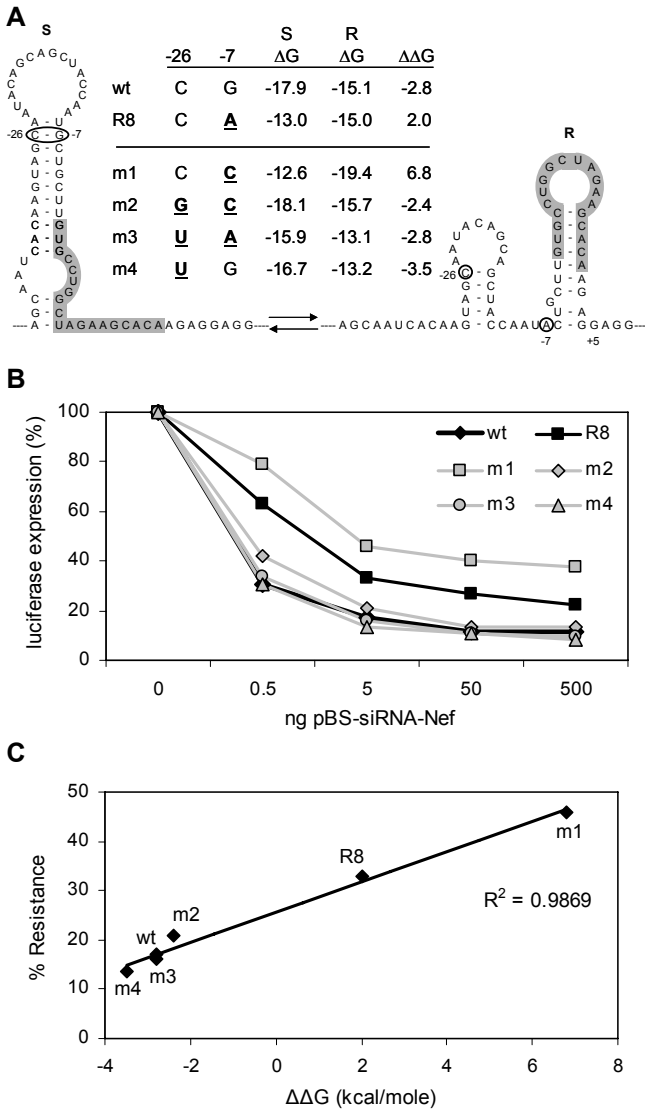 A
S
-26
-7
S
R
-26 -7 ΔG ΔG ΔΔG
wt C G -17.9 -15.1 -2.8
R8 C A -13.0 -15.0 2.0
m1 C C -12.6 -19.4 6.8
m2 G C -18.1 -15.7 -2.4
m3 U A -15.9 -13.1 -2.8
m4 U G -16.7 -13.2 -3.5
R
-26
UAGAAGCACAAGAGGAGG
AGCAAUCACAAG
CCAAUA
GGAGG
-7
+5
B
luciferase expression (%)
100
80
60
40
20
0
wt R8
m1 m2
m3 m4
0 0.5 5 50 500
ng pBS-siRNA-Nef
C
% Resistance
50
40
30
20
10
0
m1
R8
R² = 0.9869
m2
wt
m3
m4
-4 -2 0 2 4 6 8
ΔΔG (kcal/mole)